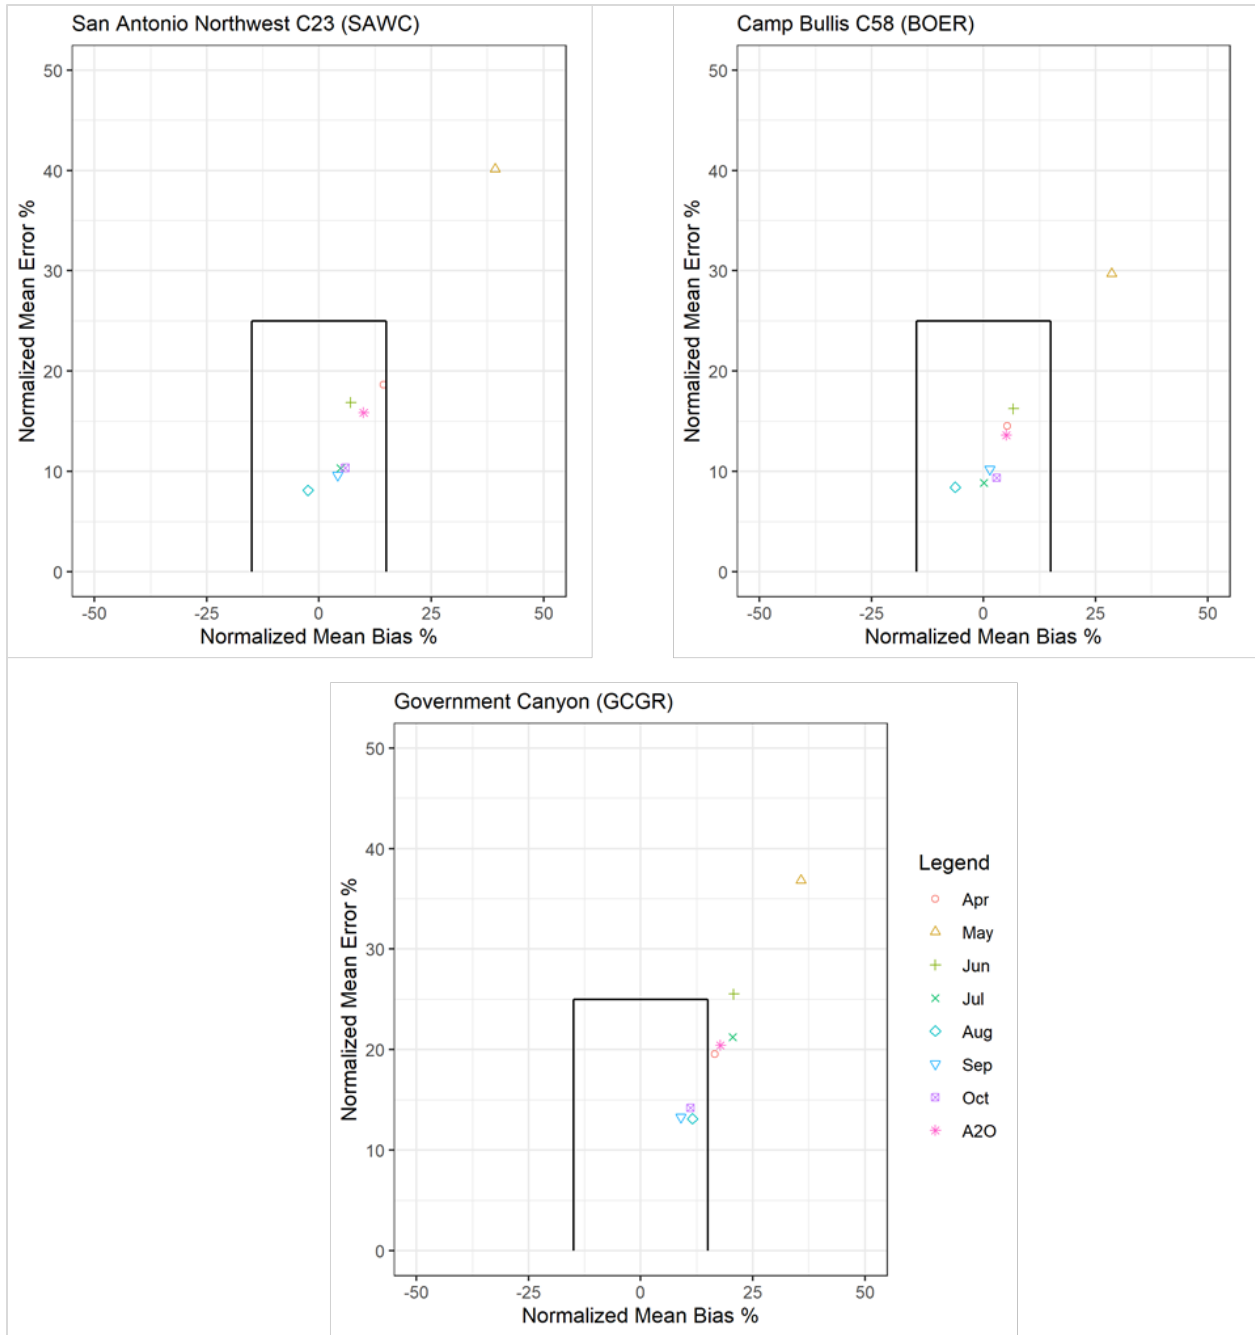 San Antonio Northwest C23 (SAWC)
50
40
30
20
10
0
Normalized Mean Error %
-50 -25 0 25 50
Normalized Mean Bias %
Camp Bullis C58 (BOER)
50
40
30
20
10
0
Normalized Mean Error %
-50 -25 0 25 50
Normalized Mean Bias %
Government Canyon (GCGR)
50
40
30
20
10
0
Normalized Mean Error %
-50 -25 0 25 50
Normalized Mean Bias %
Legend
Apr
May
Jun
Jul
Aug
Sep
Oct
A2O